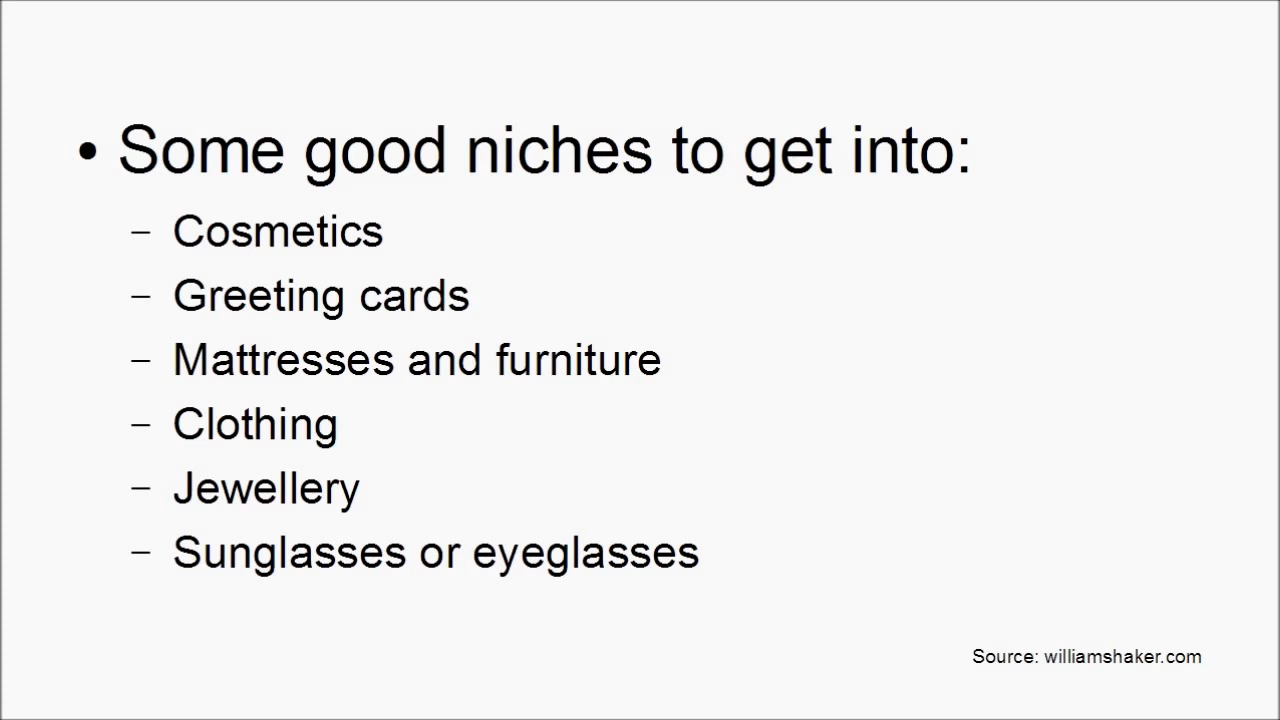 • Some good niches to get into:
– Cosmetics
– Greeting cards
– Mattresses and furniture
– Clothing
– Jewellery
– Sunglasses or eyeglasses
Source: williamshaker.com